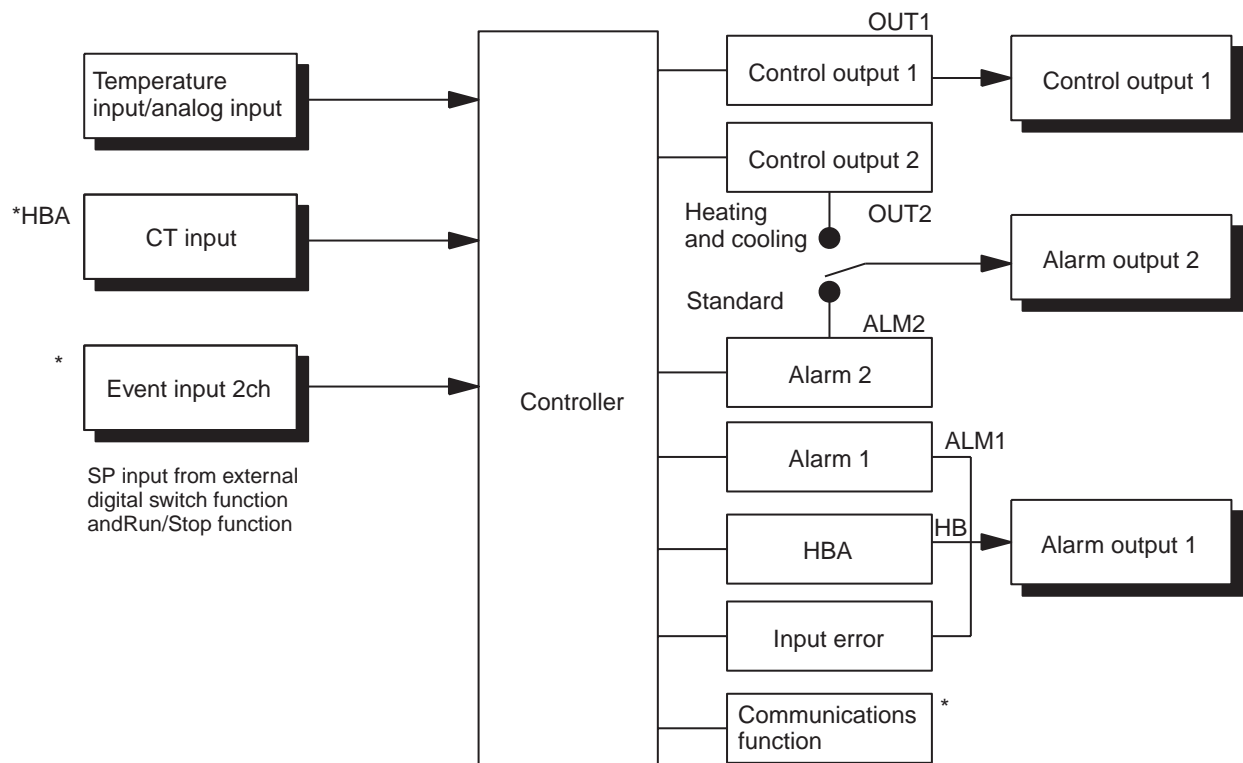 OUT1
Temperature
input/analog input
Control output 1
Control output 1
Control output 2
*HBA
CT input
Heating
and cooling
OUT2
Alarm output 2
Standard
ALM2
*
Event input 2ch
Controller
Alarm 2
SP input from external
digital switch function
andRun/Stop function
Alarm 1
ALM1
HBA
HB
Alarm output 1
Input error
Communications
function
*